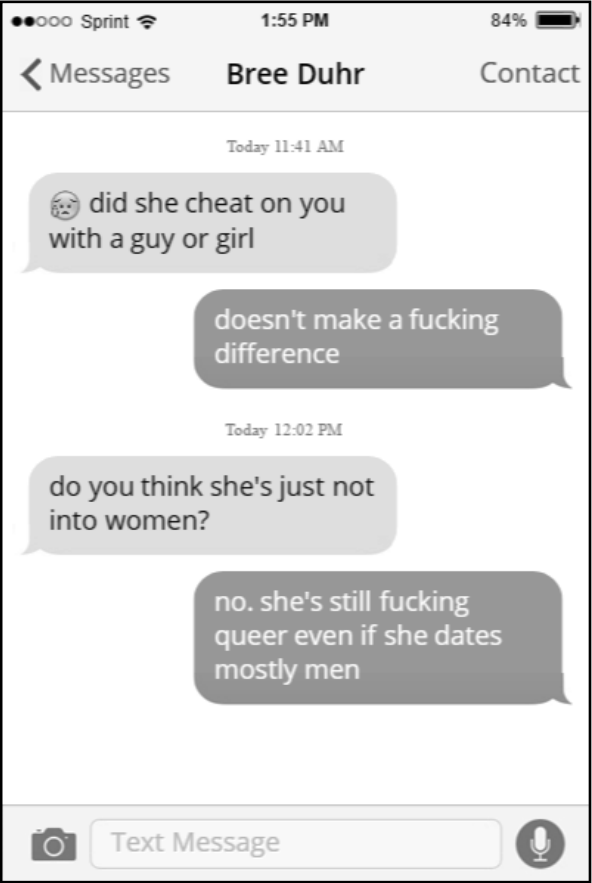 Sprint 1:55 PM 84%
Messages Bree Duhr Contact
Today 11:41 AM
😥 did she cheat on you
with a guy or girl
doesn't make a fucking
difference
Today 12:02 PM
do you think she's just not
into women?
no. she's still fucking
queer even if she dates
mostly men
Text Message